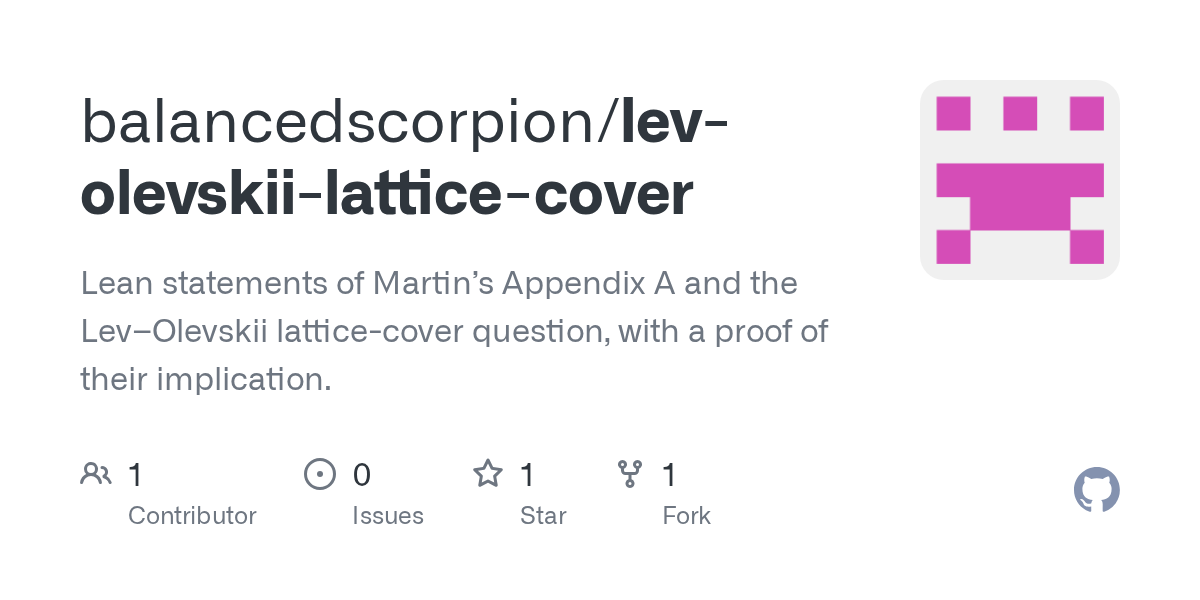 balancedscorpion/lev-
olevskii-lattice-cover
Lean statements of Martin’s Appendix A and the
Lev–Olevskii lattice-cover question, with a proof of
their implication.
1 0 1 1
Contributor Issues Star Fork